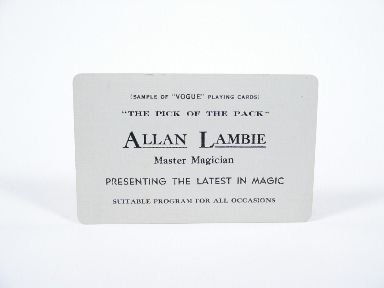 (SAMPLE OF "VOGUE" PLAYING CARDS)
"THE PICK OF THE PACK"
ALLAN LAMBIE
Master Magician
PRESENTING THE LATEST IN MAGIC
SUITABLE PROGRAM FOR ALL OCCASIONS